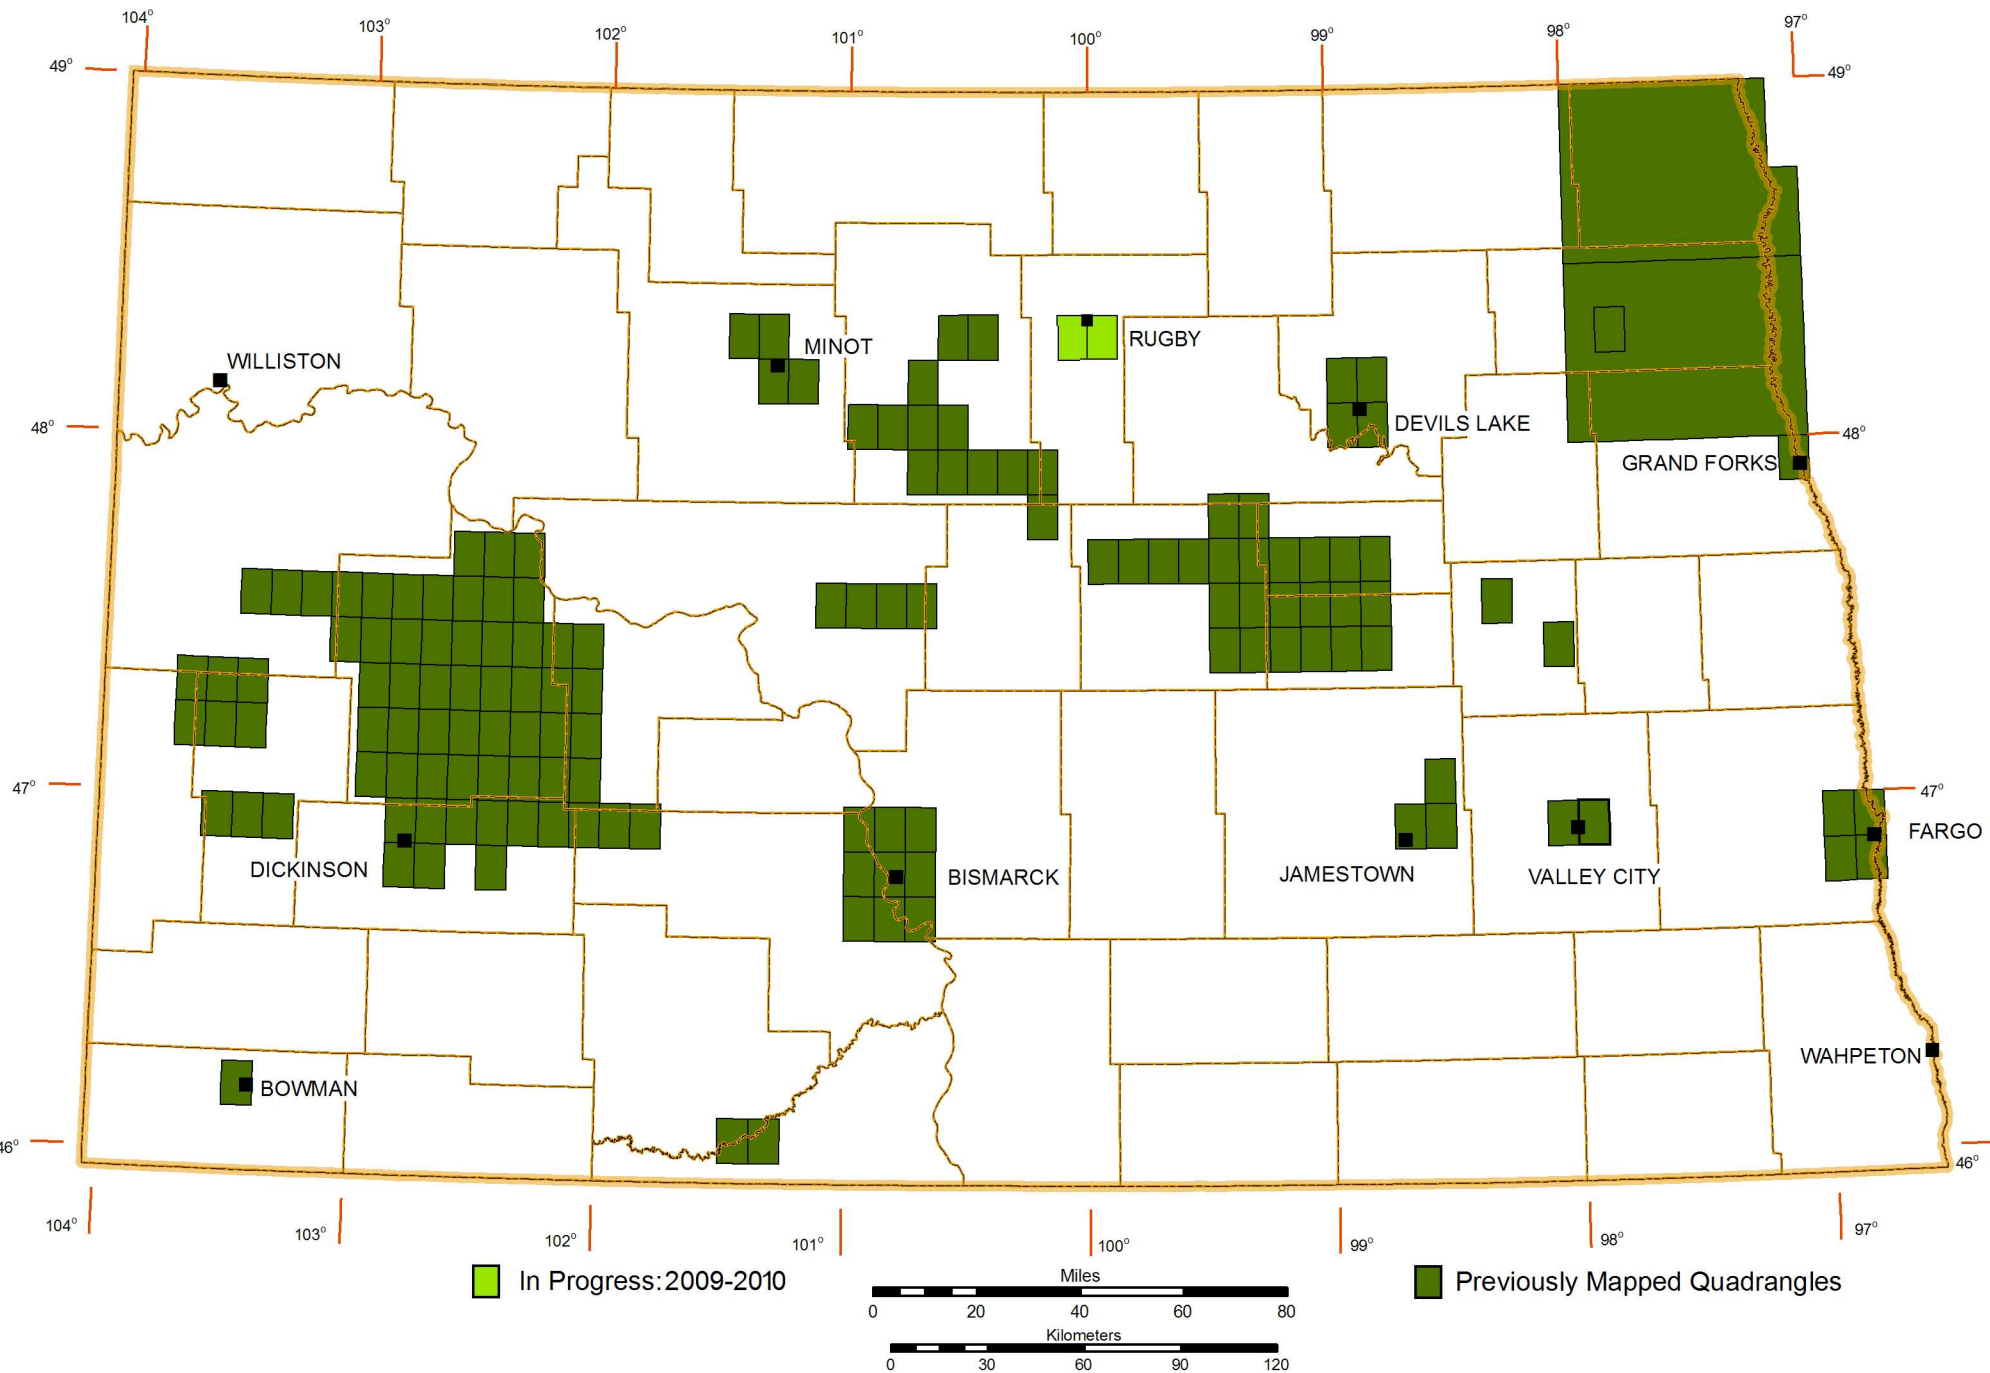 104°
103°
102°
101°
100°
99°
98°
97°
49°
49°
WILLISTON
MINOT
RUGBY
48°
DEVILS LAKE
48°
GRAND FORKS
47°
47°
FARGO
DICKINSON
BISMARCK
JAMESTOWN
VALLEY CITY
WAHPETON
BOWMAN
46°
46°
104°
103°
102°
101°
100°
99°
98°
97°
In Progress: 2009-2010
Miles
0 20 40 60 80
Kilometers
0 30 60 90 120
Previously Mapped Quadrangles